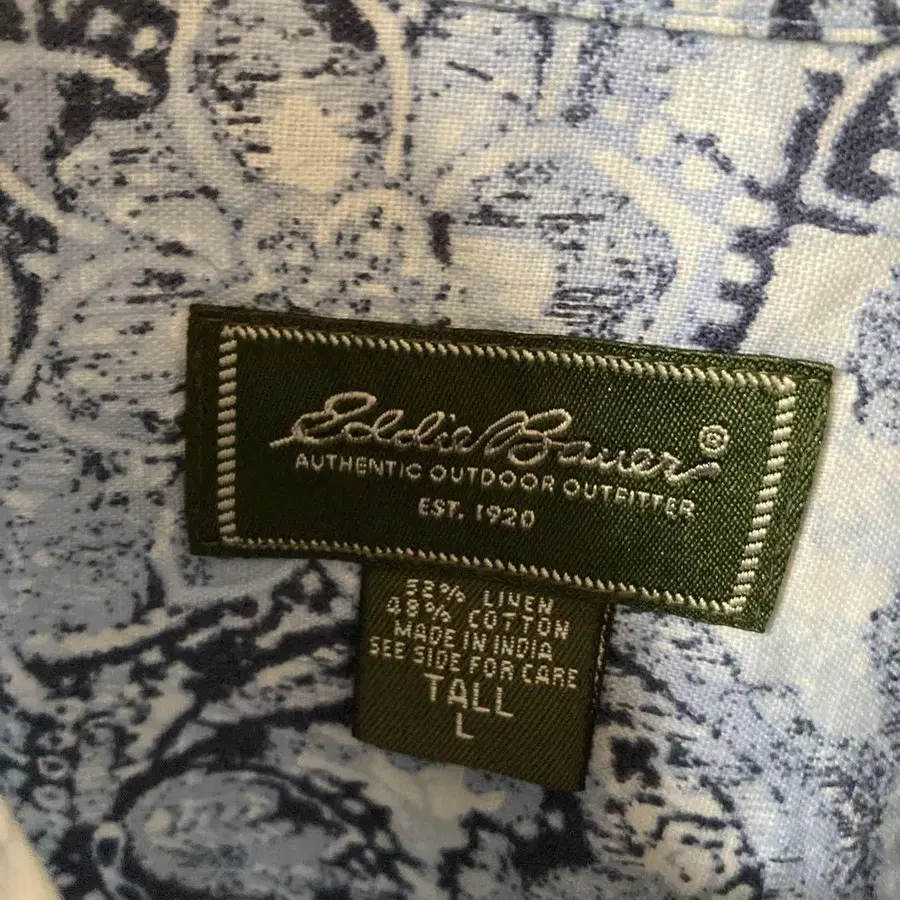 Eddie Bauer®
AUTHENTIC OUTDOOR OUTFITTER
EST. 1920
52% LINEN
48% COTTON
MADE IN INDIA
SEE SIDE FOR CARE
TALL
L